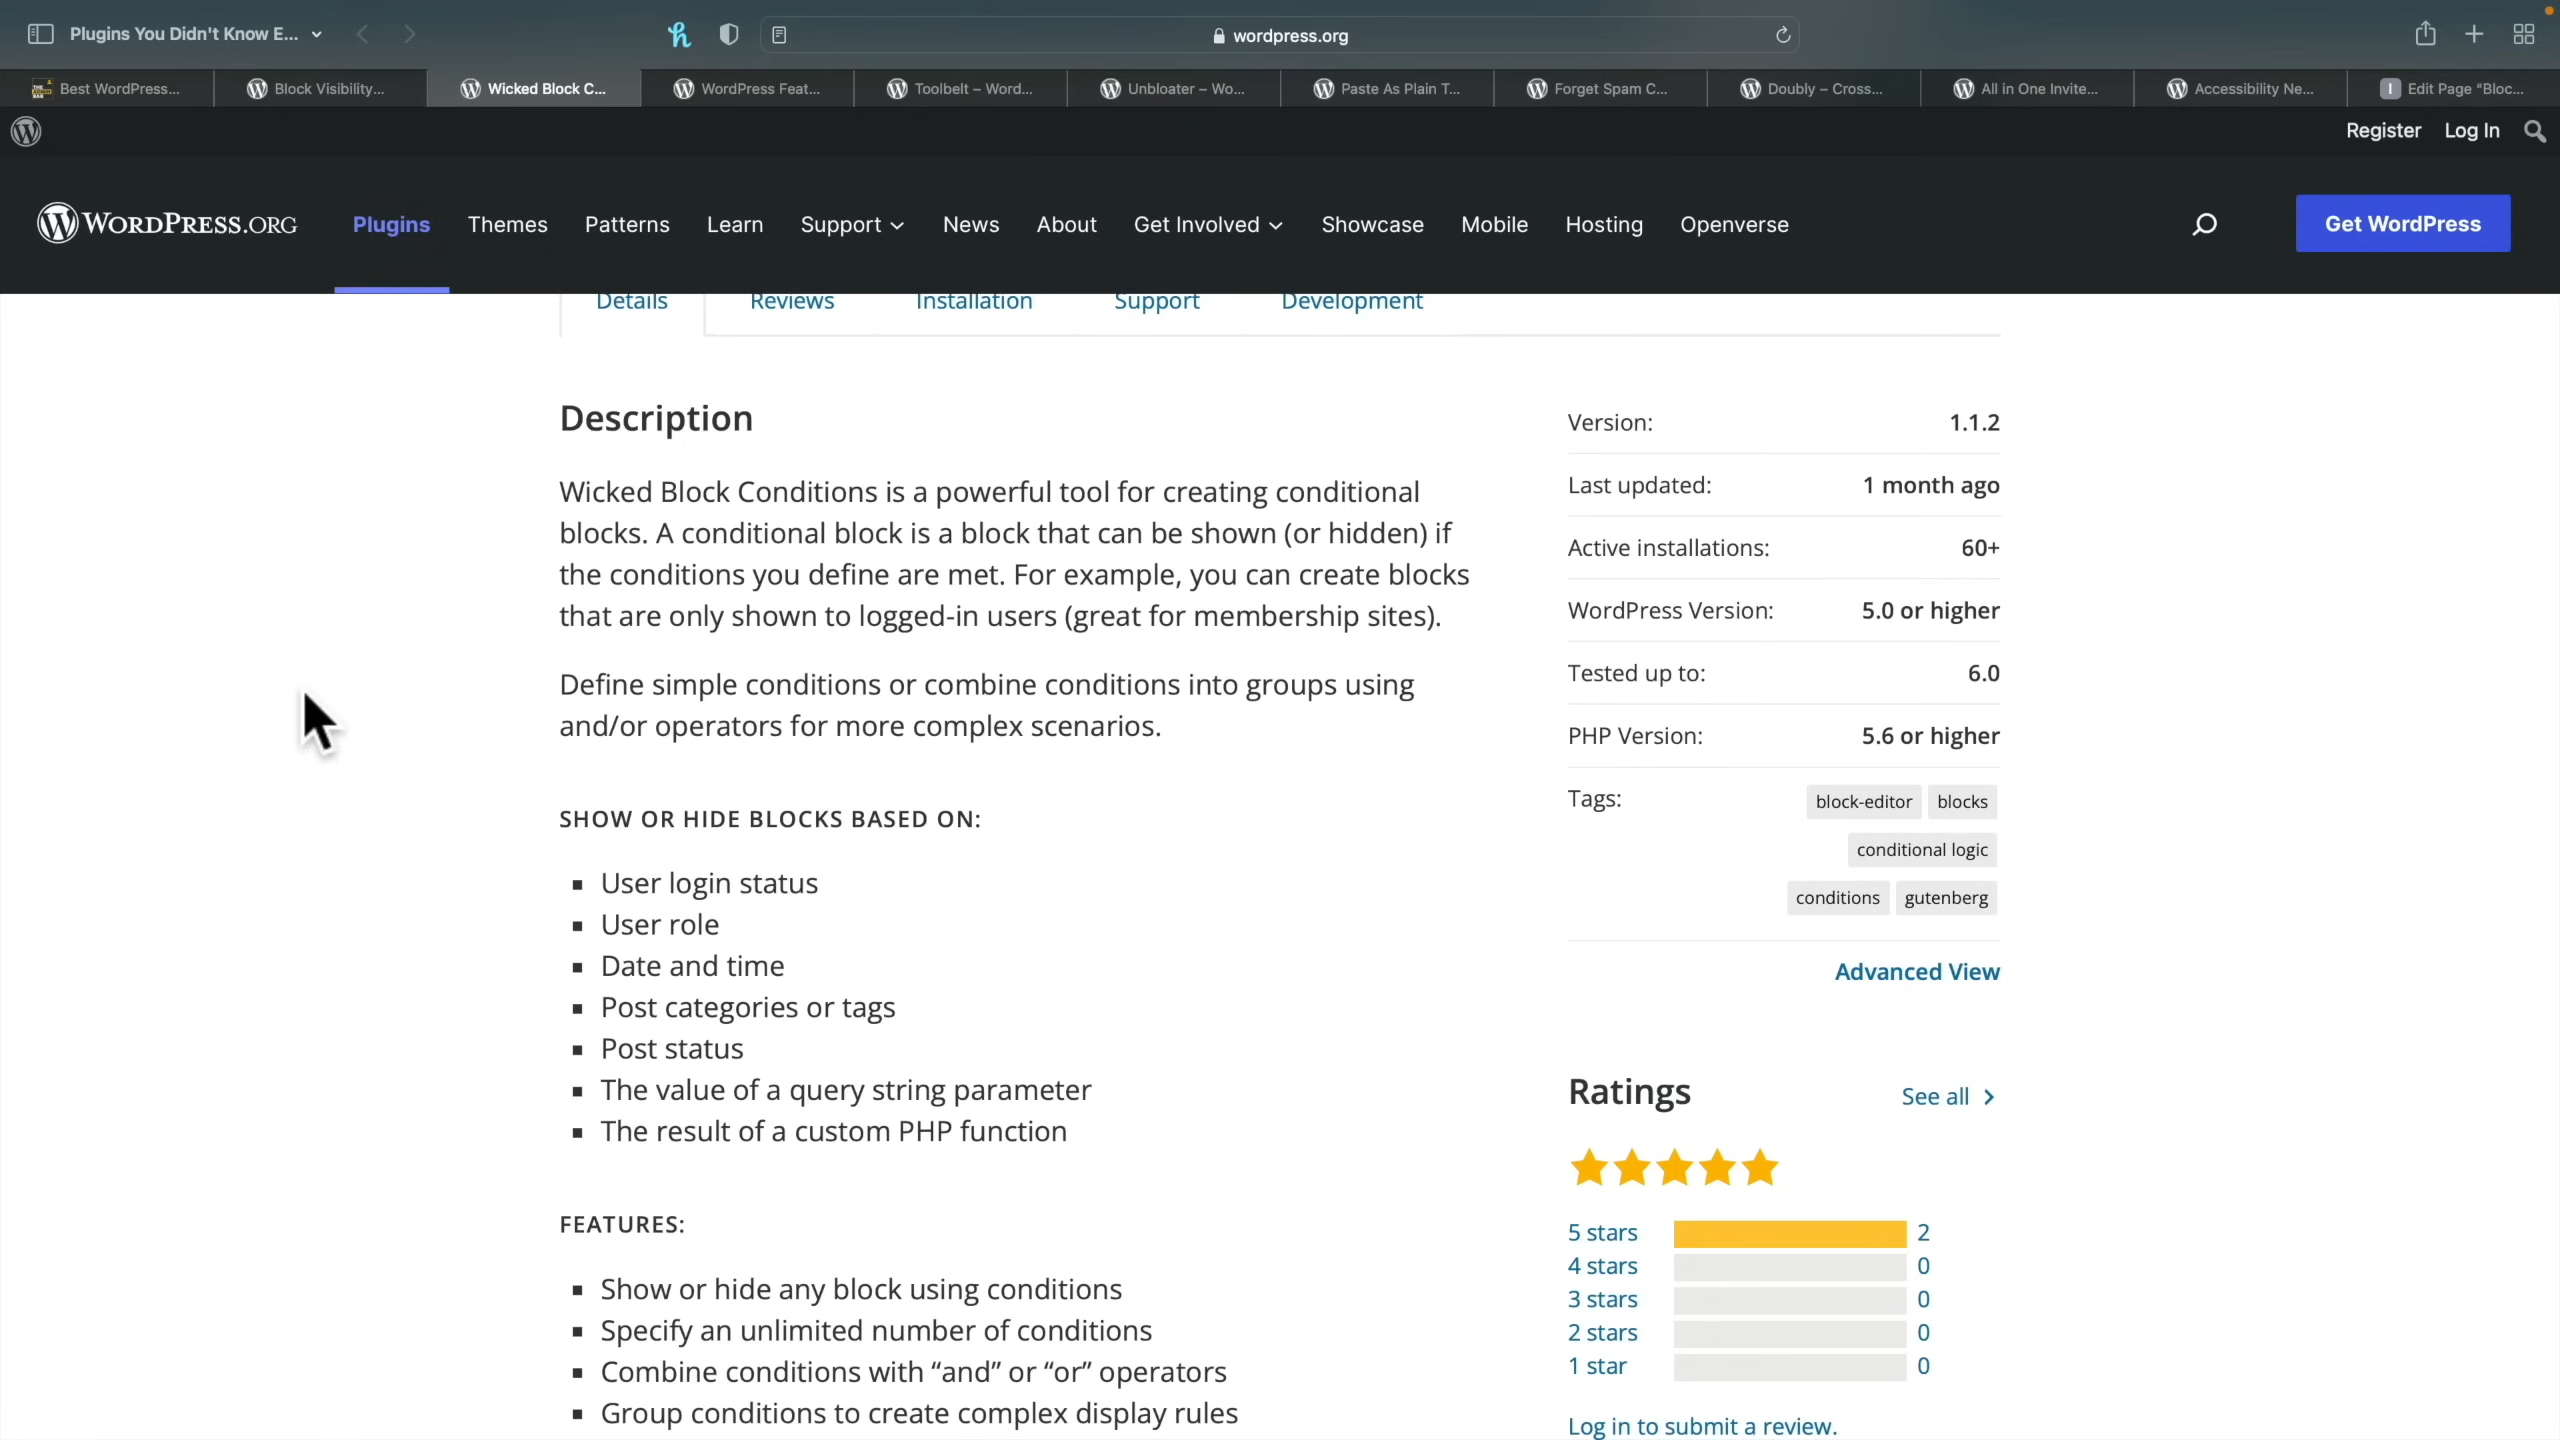 Plugins You Didn't Know E...
wordpress.org
Best WordPress...
Block Visibility...
Wicked Block C...
WordPress Feat...
Toolbelt – Word...
Unbloater – Wo...
Paste As Plain T...
Forget Spam C...
Doubly – Cross...
All in One Invite...
Accessibility Ne...
Edit Page "Bloc...
Register Log In
WORDPRESS.ORG
Plugins Themes Patterns Learn Support News About Get Involved Showcase Mobile Hosting Openverse
Get WordPress
Details Reviews Installation Support Development
Description
Wicked Block Conditions is a powerful tool for creating conditional
blocks. A conditional block is a block that can be shown (or hidden) if
the conditions you define are met. For example, you can create blocks
that are only shown to logged-in users (great for membership sites).
Define simple conditions or combine conditions into groups using
and/or operators for more complex scenarios.
SHOW OR HIDE BLOCKS BASED ON:
User login status
User role
Date and time
Post categories or tags
Post status
The value of a query string parameter
The result of a custom PHP function
FEATURES:
Show or hide any block using conditions
Specify an unlimited number of conditions
Combine conditions with “and” or “or” operators
Group conditions to create complex display rules
Version: 1.1.2
Last updated: 1 month ago
Active installations: 60+
WordPress Version: 5.0 or higher
Tested up to: 6.0
PHP Version: 5.6 or higher
Tags: block-editor blocks
conditional logic
conditions gutenberg
Advanced View
Ratings See all
5 stars 2
4 stars 0
3 stars 0
2 stars 0
1 star 0
Log in to submit a review.